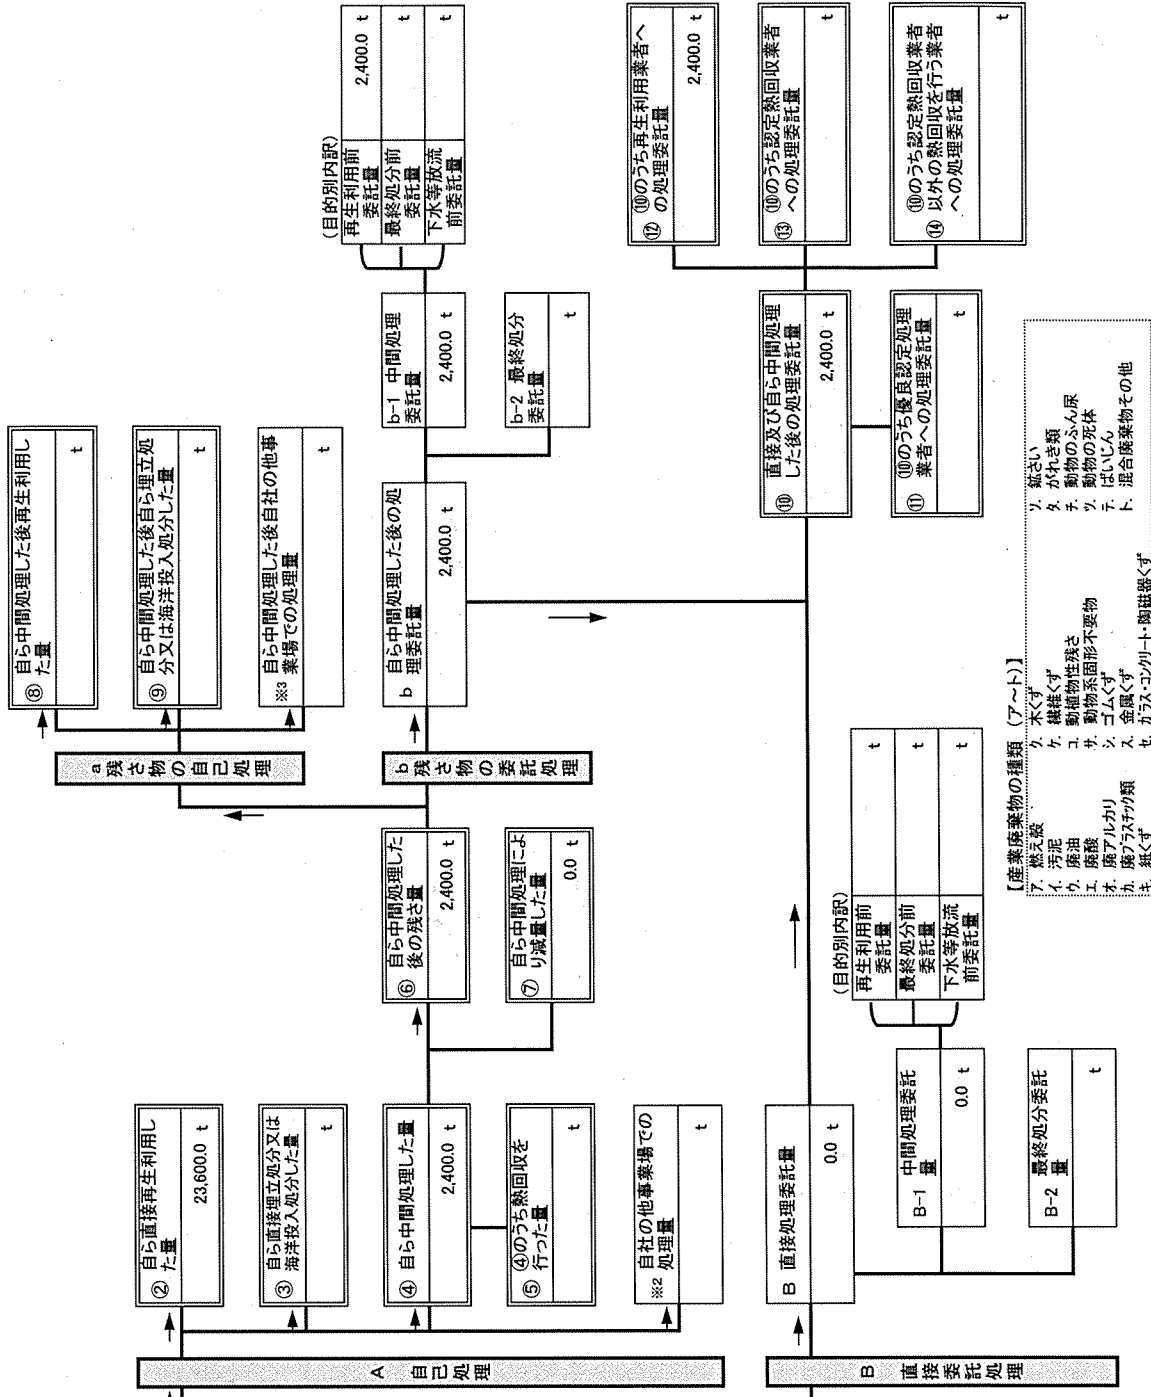 A 自己処理
② 自ら直接再生利用し
た量
23,600.0 t
③ 自ら直接埋立処分又は
海洋投入処分した量
t
④ 自ら中間処理した量
2,400.0 t
⑤ ④のうち熱回収を
行った量
t
※2 自社の他事業場での
処理量
t
⑥ 自ら中間処理した
後の残さ量
2,400.0 t
⑦ 自ら中間処理によ
り減量した量
0.0 t
a 残さ物の自己処理
⑧ 自ら中間処理した後再生利用し
た量
t
⑨ 自ら中間処理した後自ら埋立処
分又は海洋投入処分した量
t
※3 自ら中間処理した後自社の他事
業場での処理量
t
b 残さ物の委託処理
b 自ら中間処理した後の処
理委託量
2,400.0 t
b-1 中間処理
委託量
2,400.0 t
b-2 最終処分
委託量
t
(目的別内訳)
再生利用前
委託量
2,400.0 t
最終処分前
委託量
t
下水等放流
前委託量
t
B 直接委託処理
B 直接処理委託量
0.0 t
B-1 中間処理委託
量
0.0 t
B-2 最終処分委託
量
t
(目的別内訳)
再生利用前
委託量
t
最終処分前
委託量
t
下水等放流
前委託量
t
⑩ 直接及び自ら中間処理
した後の処理委託量
2,400.0 t
⑪ ⑩のうち優良認定処理
業者への処理委託量
t
⑫ ⑩のうち再生利用業者へ
の処理委託量
2,400.0 t
⑬ ⑩のうち認定熱回収業者
への処理委託量
t
⑭ ⑩のうち認定熱回収業者
以外の熱回収を行う業者
への処理委託量
t
【産業廃棄物の種類 (ア~ト)】
ア. 燃え殻
イ. 汚泥
ウ. 廃油
エ. 廃酸
オ. 廃アルカリ
カ. 廃プラスチック類
キ. 紙くず
ク. 木くず
ケ. 繊維くず
コ. 動植物性残さ
サ. 動物系固形不要物
シ. ゴムくず
ス. 金属くず
セ. ガラス・コンクリート・陶磁器くず
ソ. 鉱さい
タ. がれき類
チ. 動物のふん尿
ツ. 動物の死体
テ. ばいじん
ト. 混合廃棄物その他